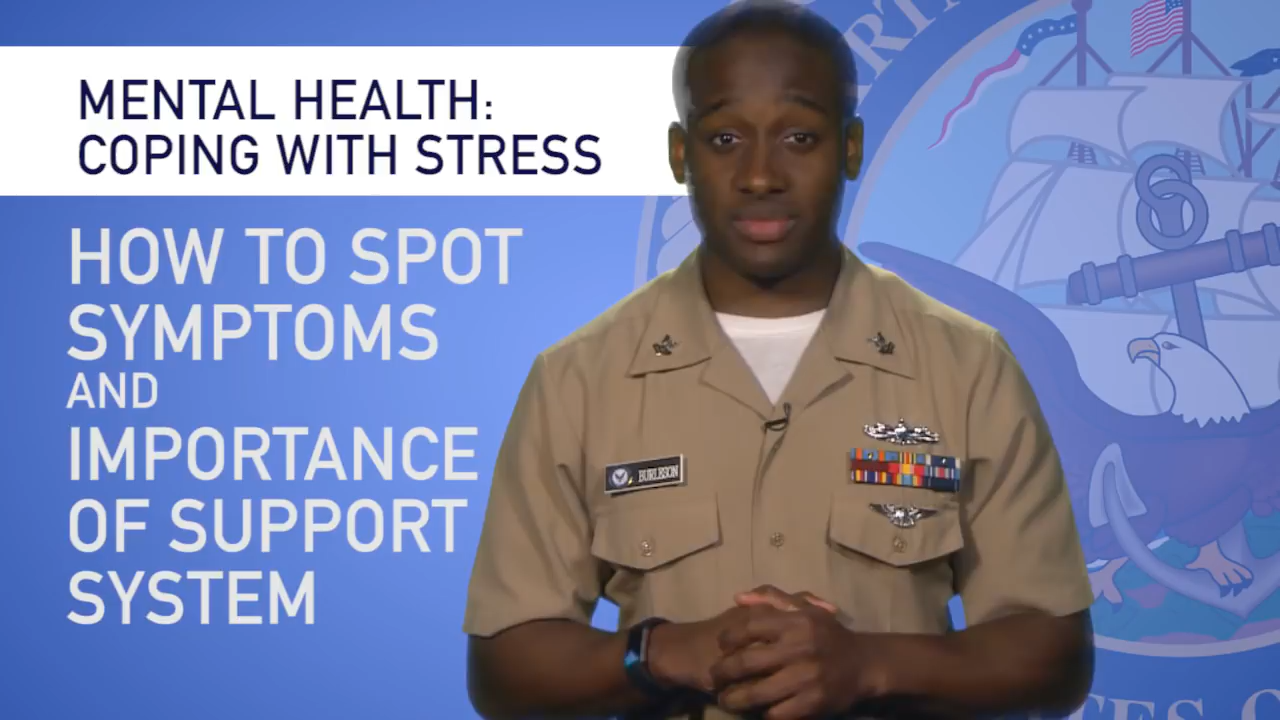 MENTAL HEALTH:
COPING WITH STRESS
HOW TO SPOT
SYMPTOMS
AND
IMPORTANCE
OF SUPPORT
SYSTEM
BURLESON